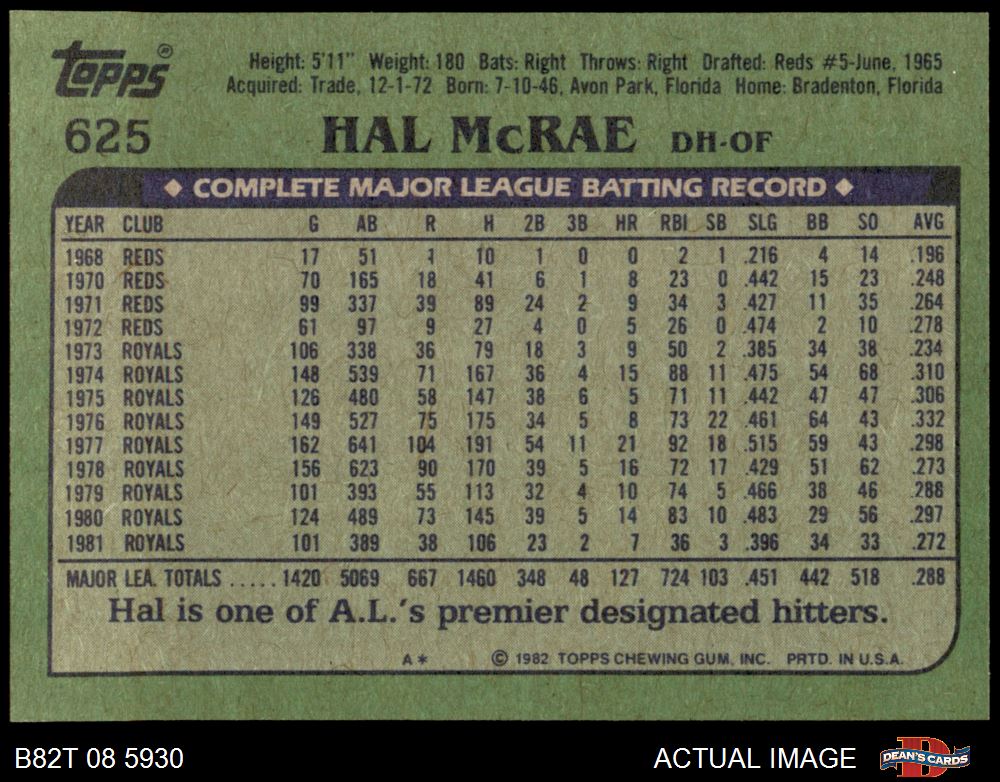 Topps®
Height: 5'11" Weight: 180 Bats: Right Throws: Right Drafted: Reds #5-June, 1965
Acquired: Trade, 12-1-72 Born: 7-10-46, Avon Park, Florida Home: Bradenton, Florida
625 HAL McRAE DH-OF
◆ COMPLETE MAJOR LEAGUE BATTING RECORD ◆
YEAR CLUB G AB R H 2B 3B HR RBI SB SLG BB SO AVG
1968 REDS 17 51 1 10 1 0 0 2 1 .216 4 14 .196
1970 REDS 70 165 18 41 6 1 8 23 0 .442 15 23 .248
1971 REDS 99 337 39 89 24 2 9 34 3 .427 11 35 .264
1972 REDS 61 97 9 27 4 0 5 26 0 .474 2 10 .278
1973 ROYALS 106 338 36 79 18 3 9 50 2 .385 34 38 .234
1974 ROYALS 148 539 71 167 36 4 15 88 11 .475 54 68 .310
1975 ROYALS 126 480 58 147 38 6 5 71 11 .442 47 47 .306
1976 ROYALS 149 527 75 175 34 5 8 73 22 .461 64 43 .332
1977 ROYALS 162 641 104 191 54 11 21 92 18 .515 59 43 .298
1978 ROYALS 156 623 90 170 39 5 16 72 17 .429 51 62 .273
1979 ROYALS 101 393 55 113 32 4 10 74 5 .466 38 46 .288
1980 ROYALS 124 489 73 145 39 5 14 83 10 .483 29 56 .297
1981 ROYALS 101 389 38 106 23 2 7 36 3 .396 34 33 .272
MAJOR LEA. TOTALS ..... 1420 5069 667 1460 348 48 127 724 103 .451 442 518 .288
Hal is one of A.L.'s premier designated hitters.
A* © 1982 TOPPS CHEWING GUM, INC. PRTD. IN U.S.A.
B82T 08 5930 ACTUAL IMAGE DEAN'S CARDS